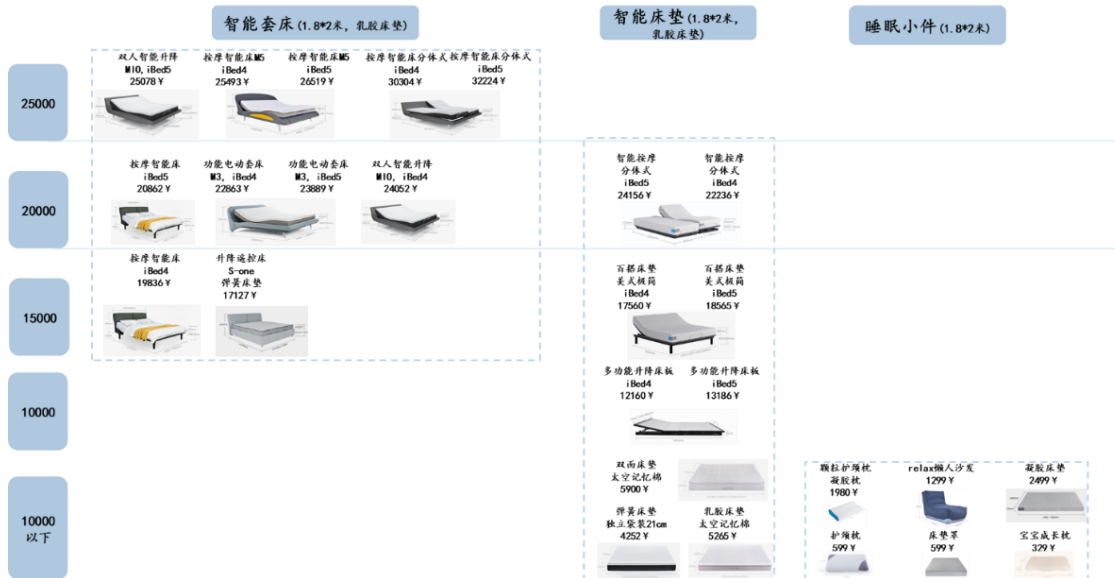 智能套床(1.8*2米，乳胶床垫)
智能床垫(1.8*2米，
乳胶床垫)
睡眠小件(1.8*2米)
25000
双人智能升降
M10, iBed5
25078￥
按摩智能床M5
iBed4
25493￥
按摩智能床M5
iBed5
26519￥
按摩智能床分体式
iBed4
30304￥
按摩智能床分体式
iBed5
32224￥
20000
按摩智能床
iBed5
20862￥
功能电动套床
M3, iBed4
22863￥
功能电动套床
M3, iBed5
23889￥
双人智能升降
M10, iBed4
24052￥
智能按摩
分体式
iBed5
24156￥
智能按摩
分体式
iBed4
22236￥
15000
按摩智能床
iBed4
19836￥
升降遥控床
S-one
弹簧床垫
17127￥
百搭床垫
美式极简
iBed4
17560￥
百搭床垫
美式极简
iBed5
18565￥
10000
多功能升降床板
iBed4
12160￥
多功能升降床板
iBed5
13186￥
10000
以下
双面床垫
太空记忆棉
5900￥
弹簧床垫
独立袋装21cm
4252￥
乳胶床垫
太空记忆棉
5265￥
颗粒护颈枕
凝胶枕
1980￥
relax懒人沙发
1299￥
凝胶床垫
2499￥
护颈枕
599￥
床垫罩
599￥
宝宝成长枕
329￥